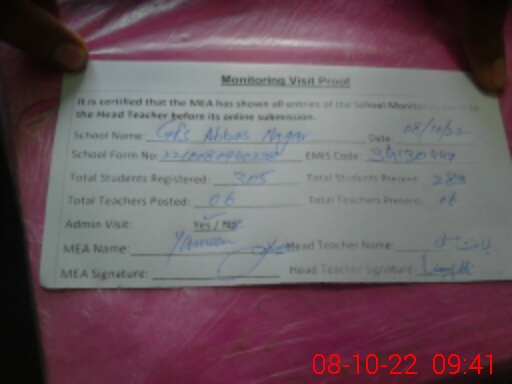 Monitoring Visit Proof
It is certified that the MEA has shown all entries of the School Monitoring Form to
the Head Teacher before its online submission.
School Name: GPS Abbas Nagar Date: 08/10/22
School Form No: EMIS Code:
Total Students Registered: 305 Total Students Present: 283
Total Teachers Posted: 06 Total Teachers Present: 06
Admin Visit: Yes / No
MEA Name: Head Teacher Name:
MEA Signature: Head Teacher Signature:
08-10-22 09:41